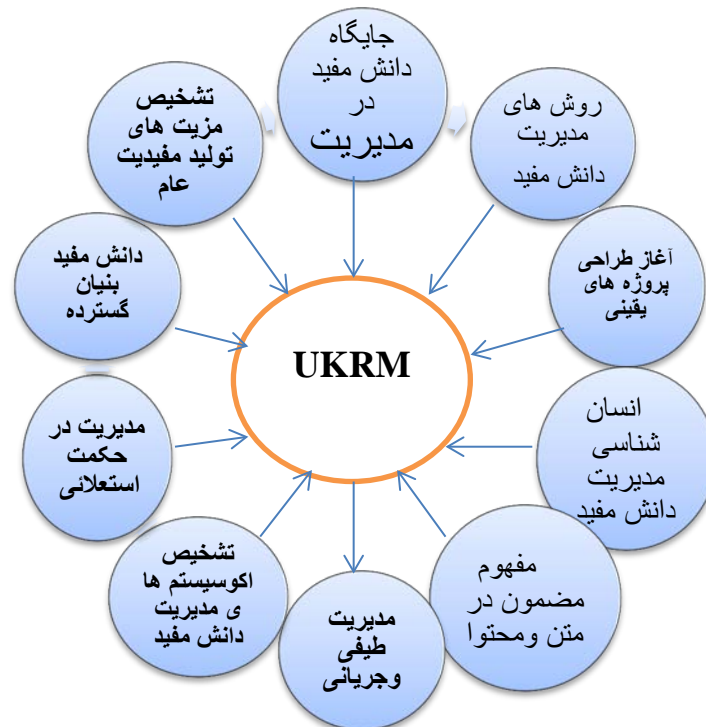 جایگاه
دانش مفید
در
مدیریت
روش های
مدیریت
دانش مفید
آغاز طراحی
پروژه های
یقینی
انسان
شناسی
مدیریت
دانش مفید
مفهوم
مضمون در
متن ومحتوا
مدیریت
طیفی
وجریانی
تشخیص
اکوسیستم ها
ی مدیریت
دانش مفید
مدیریت در
حکمت
استعلائی
دانش مفید
بنیان
گسترده
تشخیص
مزیت های
تولید مفیدیت
عام
UKRM